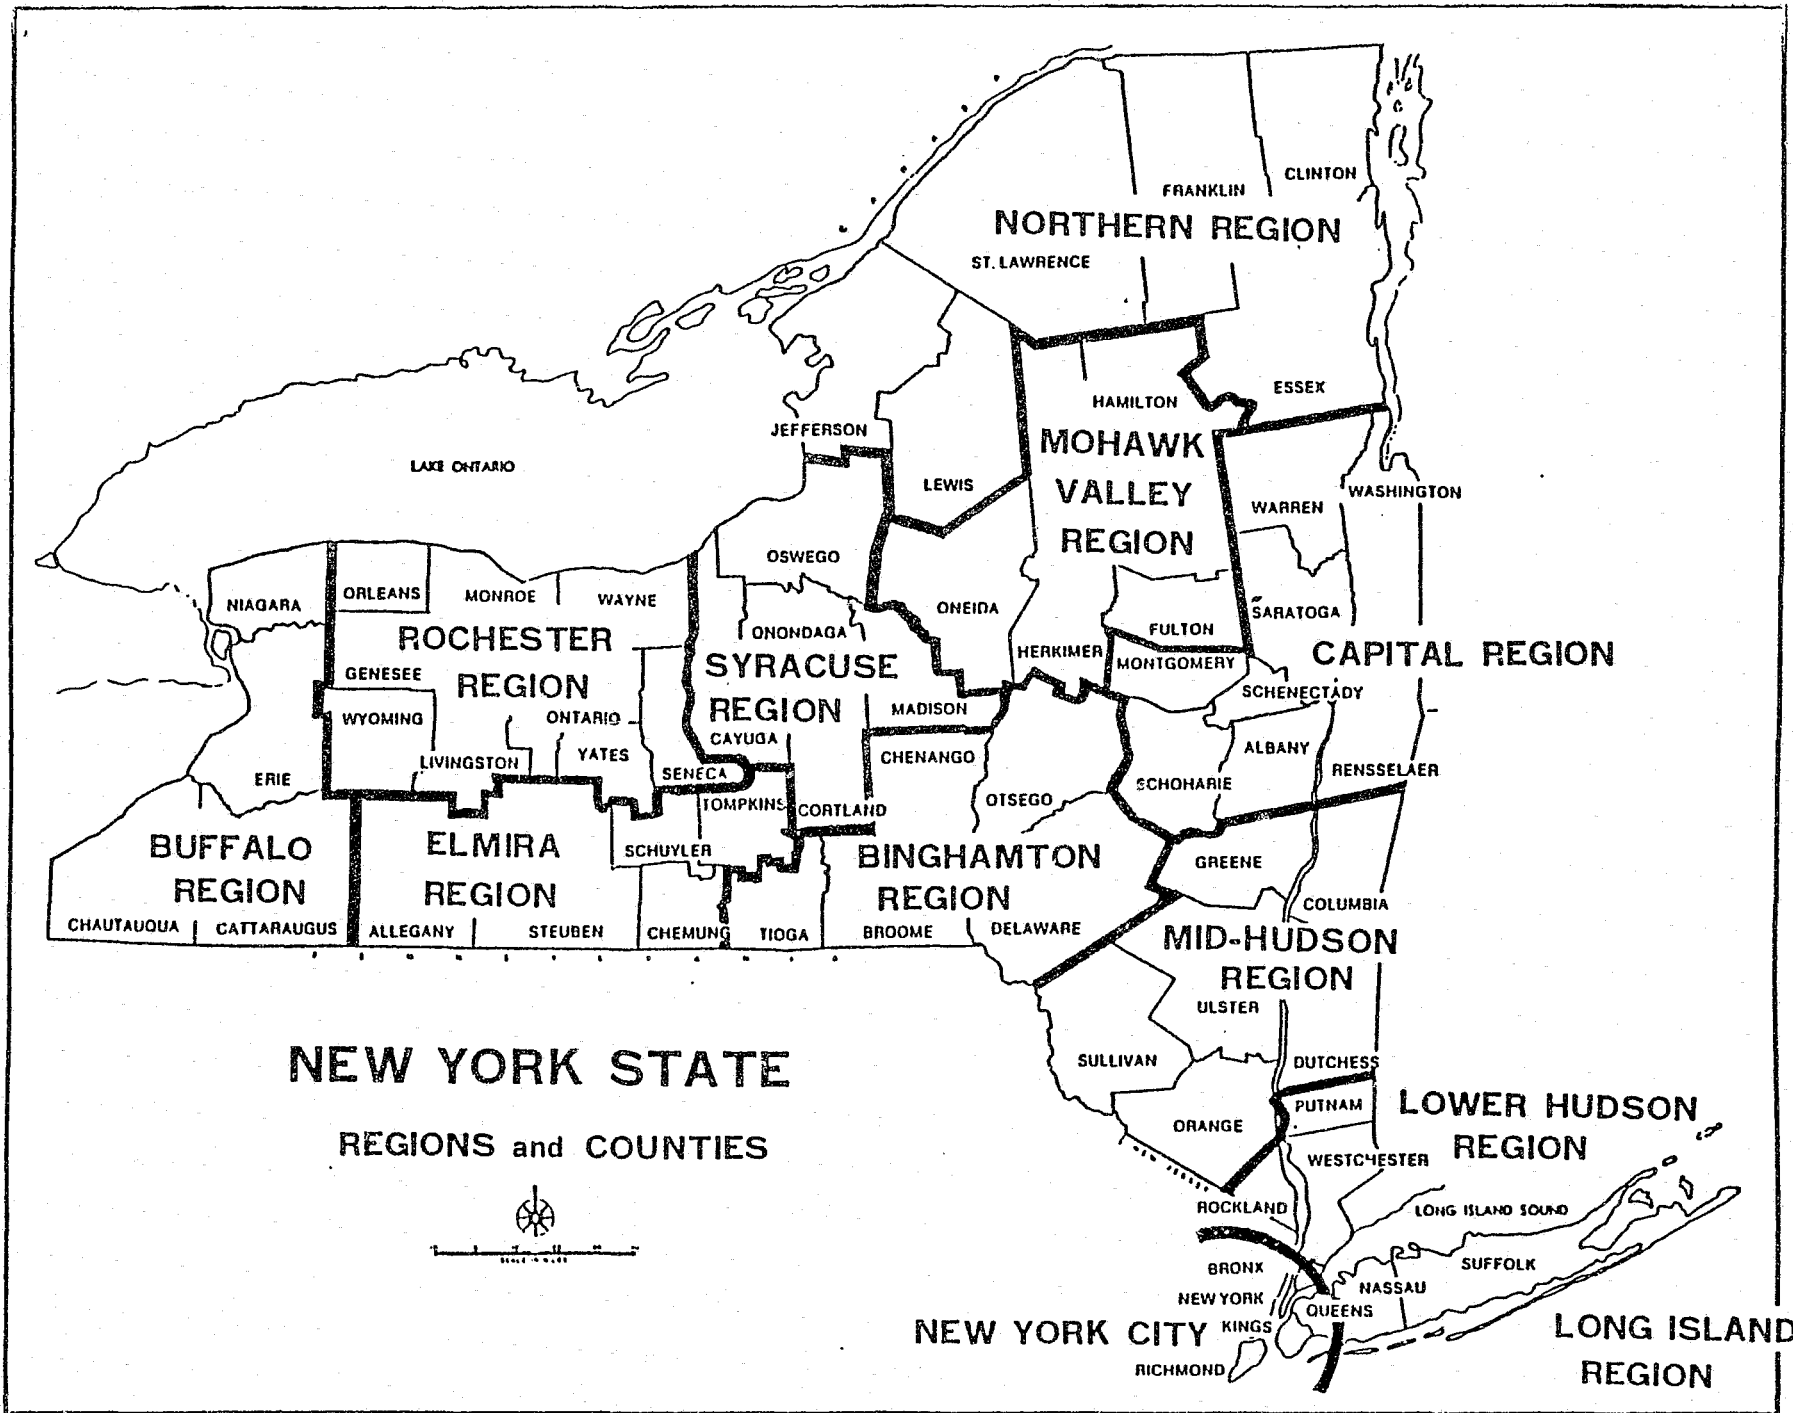 CLINTON
FRANKLIN
NORTHERN REGION
ST. LAWRENCE
ESSEX
HAMILTON
JEFFERSON
MOHAWK
VALLEY
REGION
LAKE ONTARIO
LEWIS
WASHINGTON
WARREN
OSWEGO
NIAGARA
ORLEANS
MONROE
WAYNE
ONEIDA
SARATOGA
ONONDAGA
FULTON
ROCHESTER
REGION
HERKIMER
MONTGOMERY
CAPITAL REGION
SYRACUSE
REGION
GENESEE
SCHENECTADY
WYOMING
ONTARIO
MADISON
CAYUGA
ALBANY
LIVINGSTON
YATES
CHENANGO
SENECA
ERIE
RENSSELAER
SCHOHARIE
OTSEGO
TOMPKINS
CORTLAND
BUFFALO
REGION
ELMIRA
REGION
SCHUYLER
BINGHAMTON
REGION
GREENE
COLUMBIA
CHAUTAUQUA
CATTARAUGUS
ALLEGANY
STEUBEN
CHEMUNG
TIOGA
BROOME
DELAWARE
MID-HUDSON
REGION
ULSTER
NEW YORK STATE
REGIONS and COUNTIES
SULLIVAN
DUTCHESS
PUTNAM
LOWER HUDSON
REGION
ORANGE
WESTCHESTER
ROCKLAND
LONG ISLAND SOUND
BRONX
SUFFOLK
NASSAU
NEW YORK
QUEENS
NEW YORK CITY
KINGS
RICHMOND
LONG ISLAND
REGION